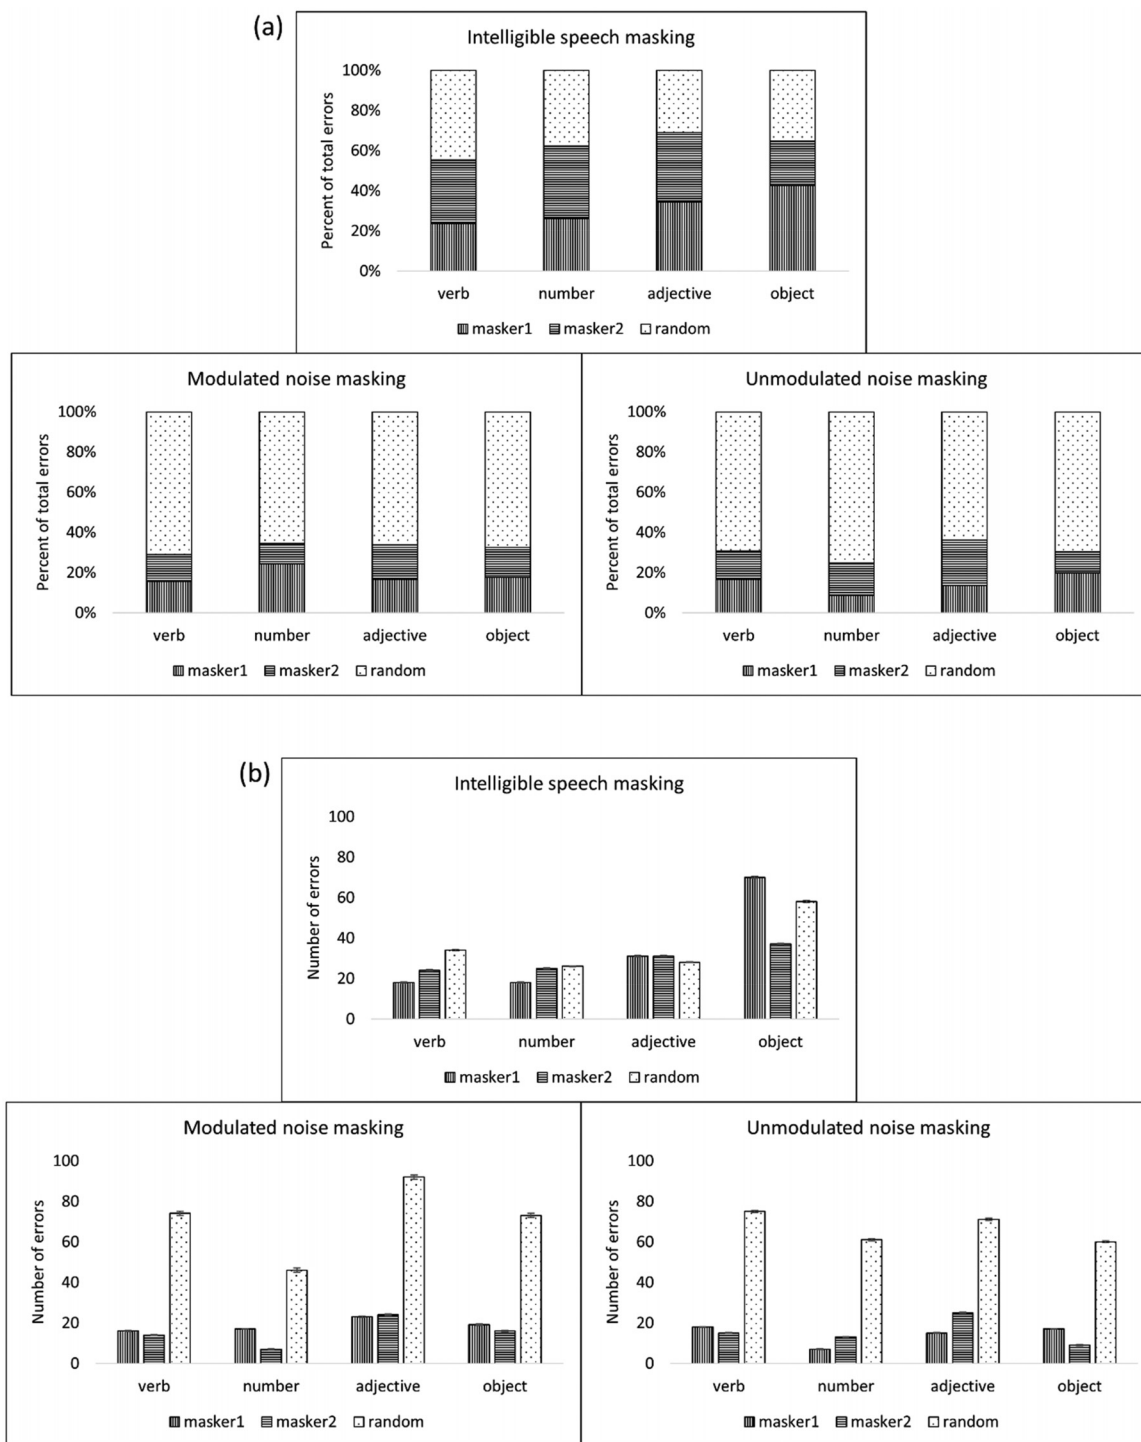 (a)
Intelligible speech masking
Percent of total errors
100%
80%
60%
40%
20%
0%
verb number adjective object
masker1 masker2 random
Modulated noise masking
Percent of total errors
100%
80%
60%
40%
20%
0%
verb number adjective object
masker1 masker2 random
Unmodulated noise masking
Percent of total errors
100%
80%
60%
40%
20%
0%
verb number adjective object
masker1 masker2 random
(b)
Intelligible speech masking
Number of errors
100
80
60
40
20
0
verb number adjective object
masker1 masker2 random
Modulated noise masking
Number of errors
100
80
60
40
20
0
verb number adjective object
masker1 masker2 random
Unmodulated noise masking
Number of errors
100
80
60
40
20
0
verb number adjective object
masker1 masker2 random